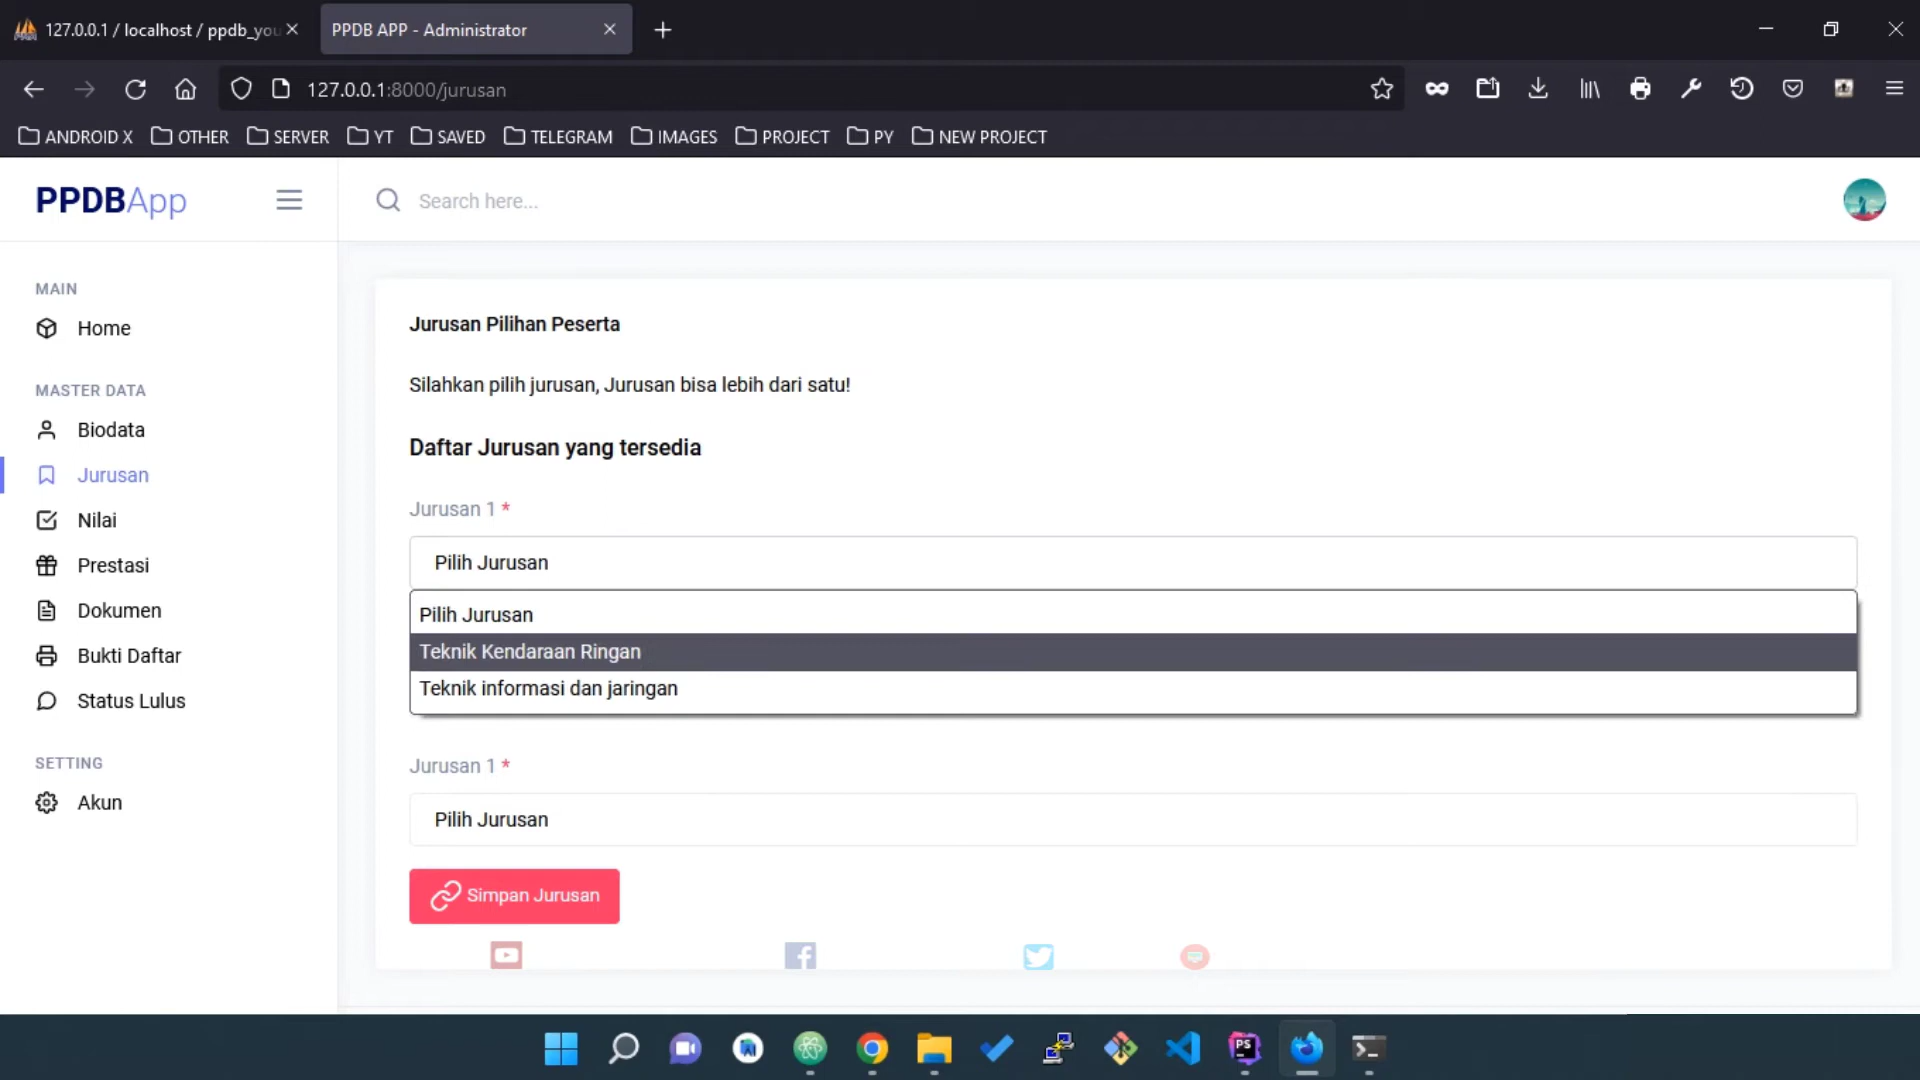 127.0.0.1 / localhost / ppdb_you
PPDB APP - Administrator
127.0.0.1:8000/jurusan
ANDROID X
OTHER
SERVER
YT
SAVED
TELEGRAM
IMAGES
PROJECT
PY
NEW PROJECT
PPDBApp
Search here...
MAIN
Home
MASTER DATA
Biodata
Jurusan
Nilai
Prestasi
Dokumen
Bukti Daftar
Status Lulus
SETTING
Akun
Jurusan Pilihan Peserta
Silahkan pilih jurusan, Jurusan bisa lebih dari satu!
Daftar Jurusan yang tersedia
Jurusan 1 *
Pilih Jurusan
Pilih Jurusan
Teknik Kendaraan Ringan
Teknik informasi dan jaringan
Jurusan 1 *
Pilih Jurusan
Simpan Jurusan
PS